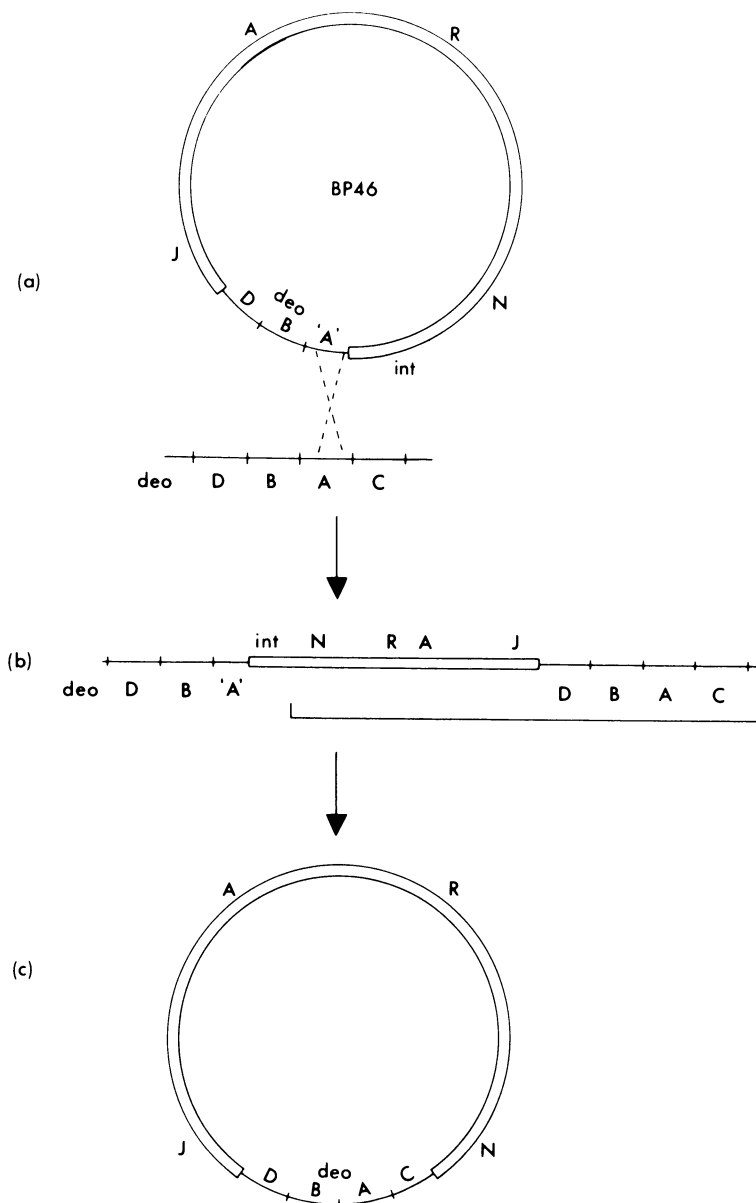 A R
BP46
J
(a)
D deo B 'A'
N
int
deo D B A C
int N R A J
(b)
deo D B 'A' D B A C
A R
(c)
J N
D deo B A C